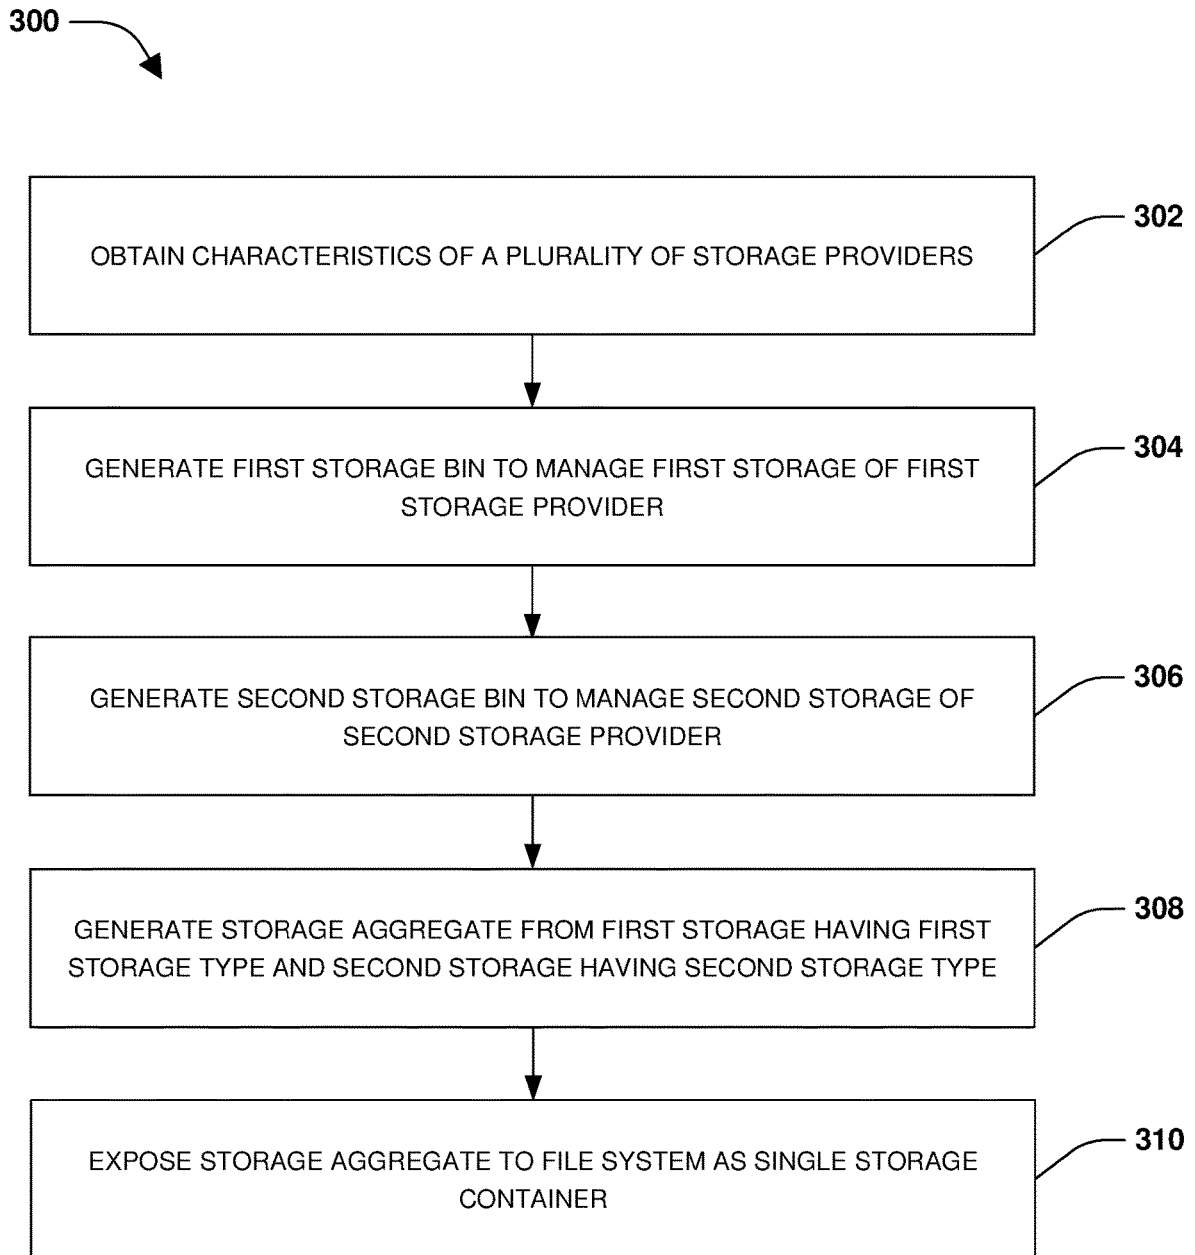 300
302
OBTAIN CHARACTERISTICS OF A PLURALITY OF STORAGE PROVIDERS
304
GENERATE FIRST STORAGE BIN TO MANAGE FIRST STORAGE OF FIRST
STORAGE PROVIDER
306
GENERATE SECOND STORAGE BIN TO MANAGE SECOND STORAGE OF
SECOND STORAGE PROVIDER
308
GENERATE STORAGE AGGREGATE FROM FIRST STORAGE HAVING FIRST
STORAGE TYPE AND SECOND STORAGE HAVING SECOND STORAGE TYPE
310
EXPOSE STORAGE AGGREGATE TO FILE SYSTEM AS SINGLE STORAGE
CONTAINER